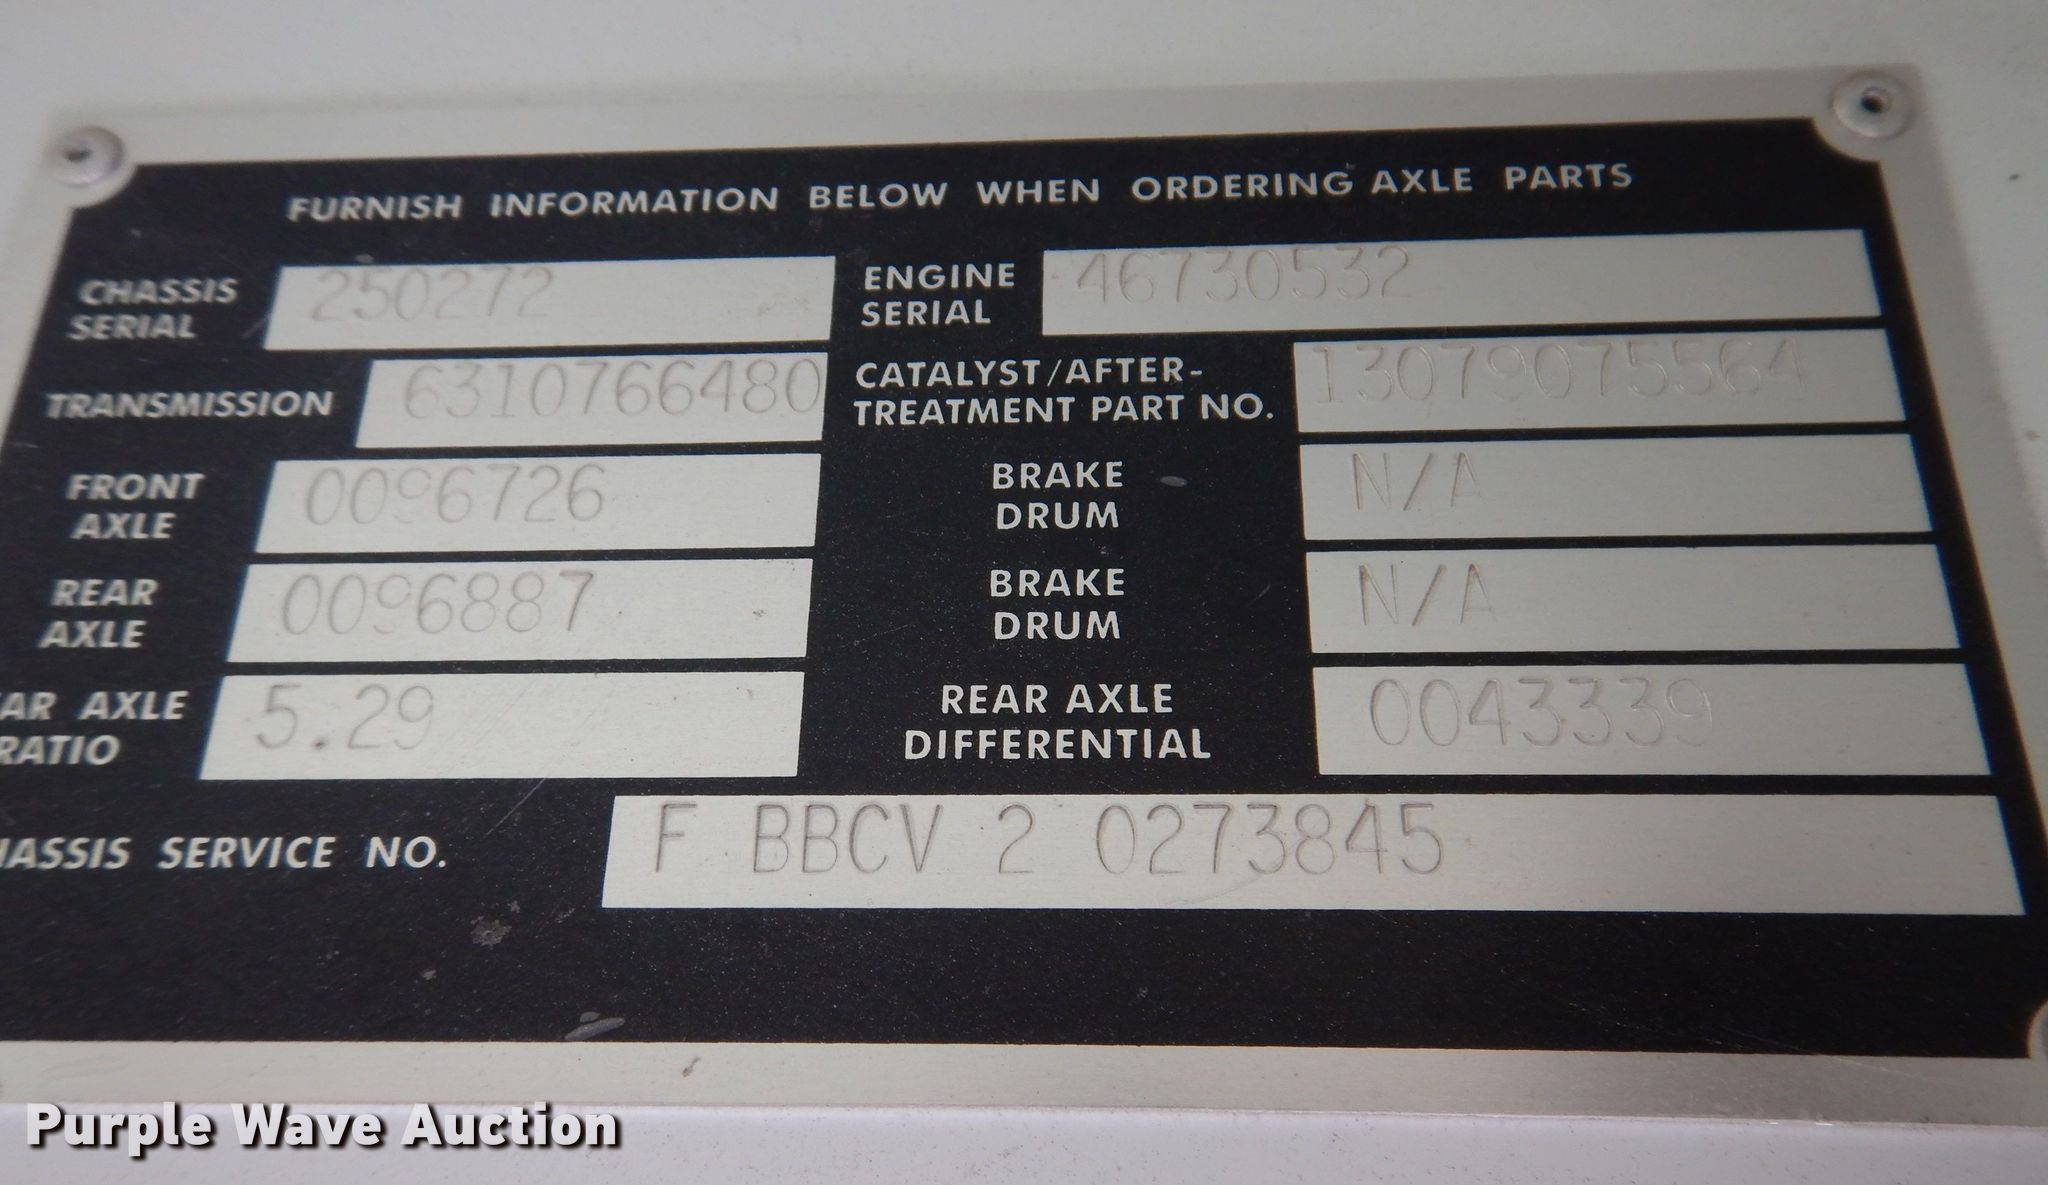 FURNISH INFORMATION BELOW WHEN ORDERING AXLE PARTS
CHASSIS SERIAL 250272 ENGINE SERIAL 46730532
TRANSMISSION 6310766480 CATALYST/AFTER-TREATMENT PART NO. 13079075564
FRONT AXLE 0096726 BRAKE DRUM N/A
REAR AXLE 0096887 BRAKE DRUM N/A
AR AXLE RATIO 5.29 REAR AXLE DIFFERENTIAL 0043339
HASSIS SERVICE NO. F BBCV 2 0273845
Purple Wave Auction